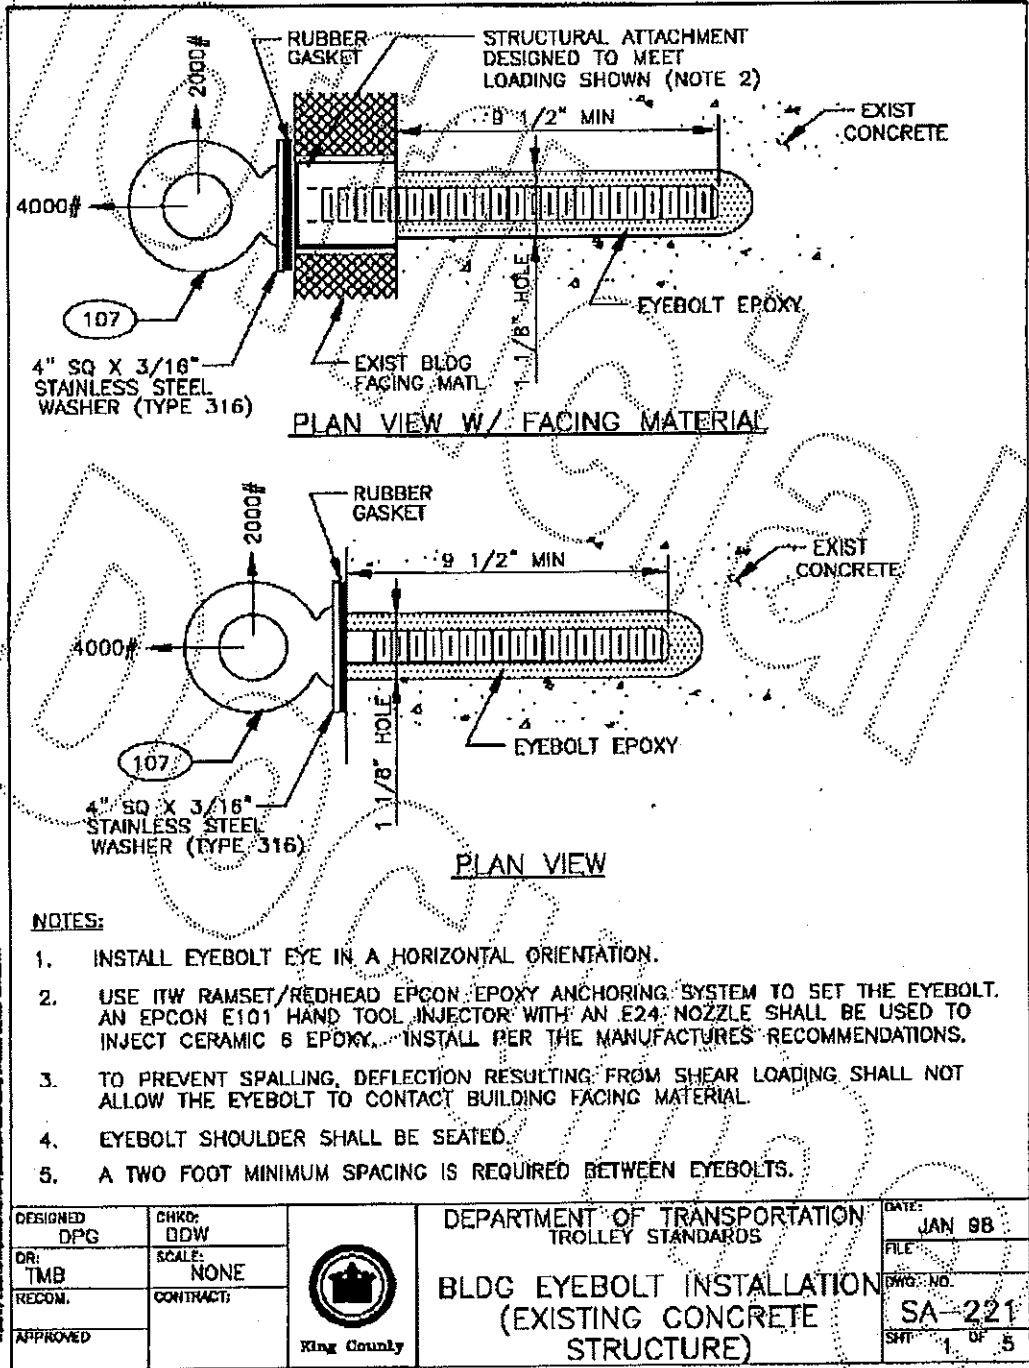 RUBBER
GASKET
STRUCTURAL ATTACHMENT
DESIGNED TO MEET
LOADING SHOWN (NOTE 2)
2000#
9 1/2" MIN
EXIST
CONCRETE
4000#
1 1/8" HOLE
EYEBOLT EPOXY
107
4" SQ X 3/16"
STAINLESS STEEL
WASHER (TYPE 316)
EXIST BLDG
FACING MATL
PLAN VIEW W/ FACING MATERIAL
RUBBER
GASKET
2000#
9 1/2" MIN
EXIST
CONCRETE
4000#
1 1/8" HOLE
EYEBOLT EPOXY
107
4" SQ X 3/16"
STAINLESS STEEL
WASHER (TYPE 316)
PLAN VIEW
NOTES:
1. INSTALL EYEBOLT EYE IN A HORIZONTAL ORIENTATION.
2. USE ITW RAMSET/REDHEAD EPCON EPOXY ANCHORING SYSTEM TO SET THE EYEBOLT.
AN EPCON E101 HAND TOOL INJECTOR WITH AN E24 NOZZLE SHALL BE USED TO
INJECT CERAMIC 6 EPOXY. INSTALL PER THE MANUFACTURES RECOMMENDATIONS.
3. TO PREVENT SPALLING, DEFLECTION RESULTING FROM SHEAR LOADING SHALL NOT
ALLOW THE EYEBOLT TO CONTACT BUILDING FACING MATERIAL.
4. EYEBOLT SHOULDER SHALL BE SEATED.
5. A TWO FOOT MINIMUM SPACING IS REQUIRED BETWEEN EYEBOLTS.
DESIGNED
DPG
CHKD:
DDW
DR:
TMB
SCALE:
NONE
RECOM.
CONTRACT:
APPROVED
King County
DEPARTMENT OF TRANSPORTATION
TROLLEY STANDARDS
BLDG EYEBOLT INSTALLATION
(EXISTING CONCRETE
STRUCTURE)
DATE:
JAN 98
FILE
DWG. NO.
SA-221
SHT 1 OF 5